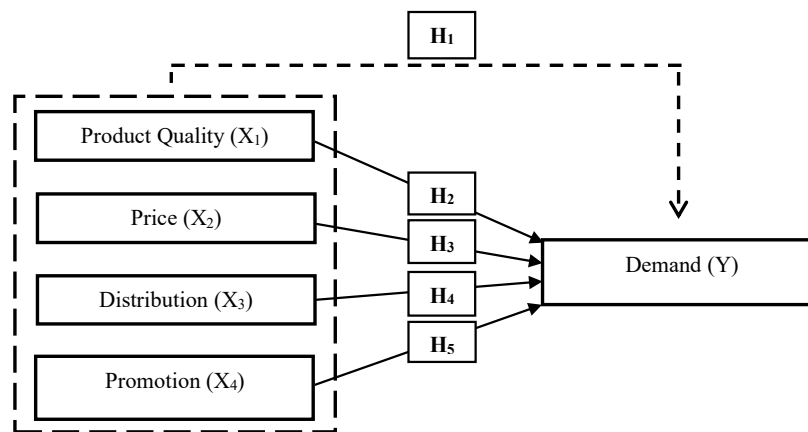 H₁
Product Quality (X₁)
H₂
Price (X₂)
H₃
Demand (Y)
Distribution (X₃)
H₄
H₅
Promotion (X₄)